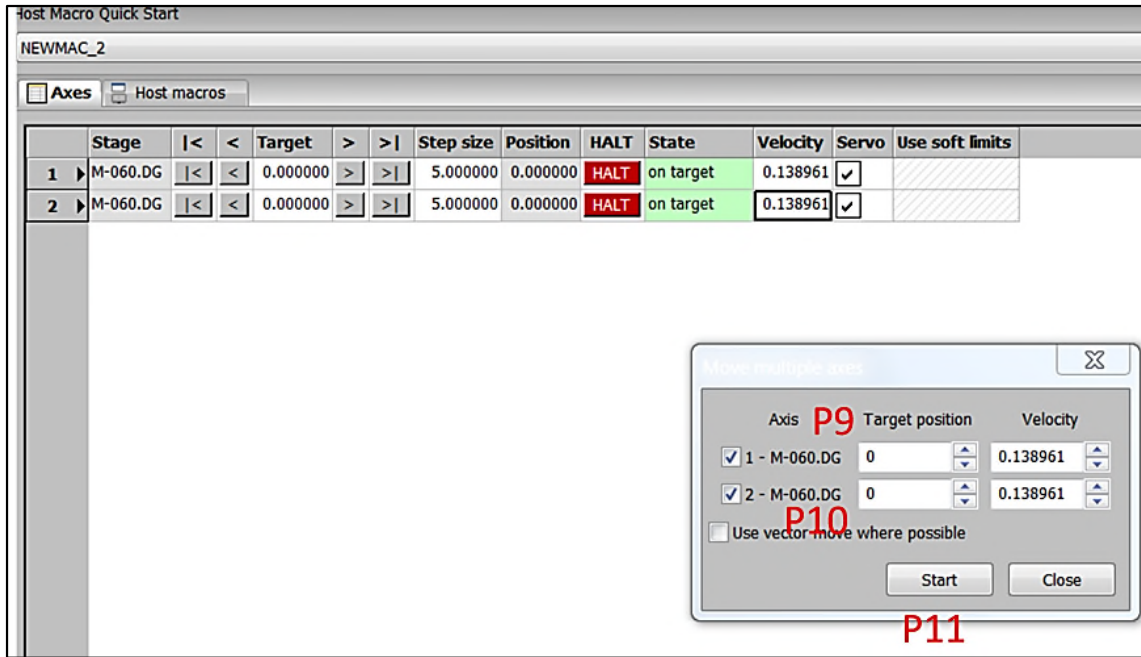 Host Macro Quick Start
NEWMAC_2
Axes Host macros
Stage |< < Target > >| Step size Position HALT State Velocity Servo Use soft limits
1 M-060.DG |< < 0.000000 > >| 5.000000 0.000000 HALT on target 0.138961
2 M-060.DG |< < 0.000000 > >| 5.000000 0.000000 HALT on target 0.138961
Move multiple axes
Axis P9 Target position Velocity
1 - M-060.DG 0 0.138961
2 - M-060.DG 0 0.138961
P10
Use vector move where possible
Start Close
P11